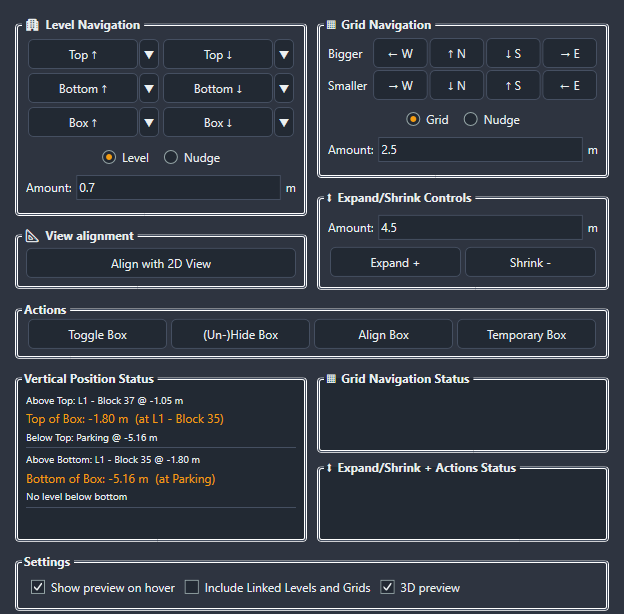 Level Navigation
Top ↑ ▼ Top ↓ ▼
Bottom ↑ ▼ Bottom ↓ ▼
Box ↑ ▼ Box ↓ ▼
Level Nudge
Amount: 0.7 m
Grid Navigation
Bigger ← W ↑ N ↓ S → E
Smaller → W ↓ N ↑ S ← E
Grid Nudge
Amount: 2.5 m
View alignment
Align with 2D View
Expand/Shrink Controls
Amount: 4.5 m
Expand + Shrink -
Actions
Toggle Box (Un-)Hide Box Align Box Temporary Box
Vertical Position Status
Above Top: L1 - Block 37 @ -1.05 m
Top of Box: -1.80 m (at L1 - Block 35)
Below Top: Parking @ -5.16 m
Above Bottom: L1 - Block 35 @ -1.80 m
Bottom of Box: -5.16 m (at Parking)
No level below bottom
Grid Navigation Status
Expand/Shrink + Actions Status
Settings
Show preview on hover Include Linked Levels and Grids 3D preview